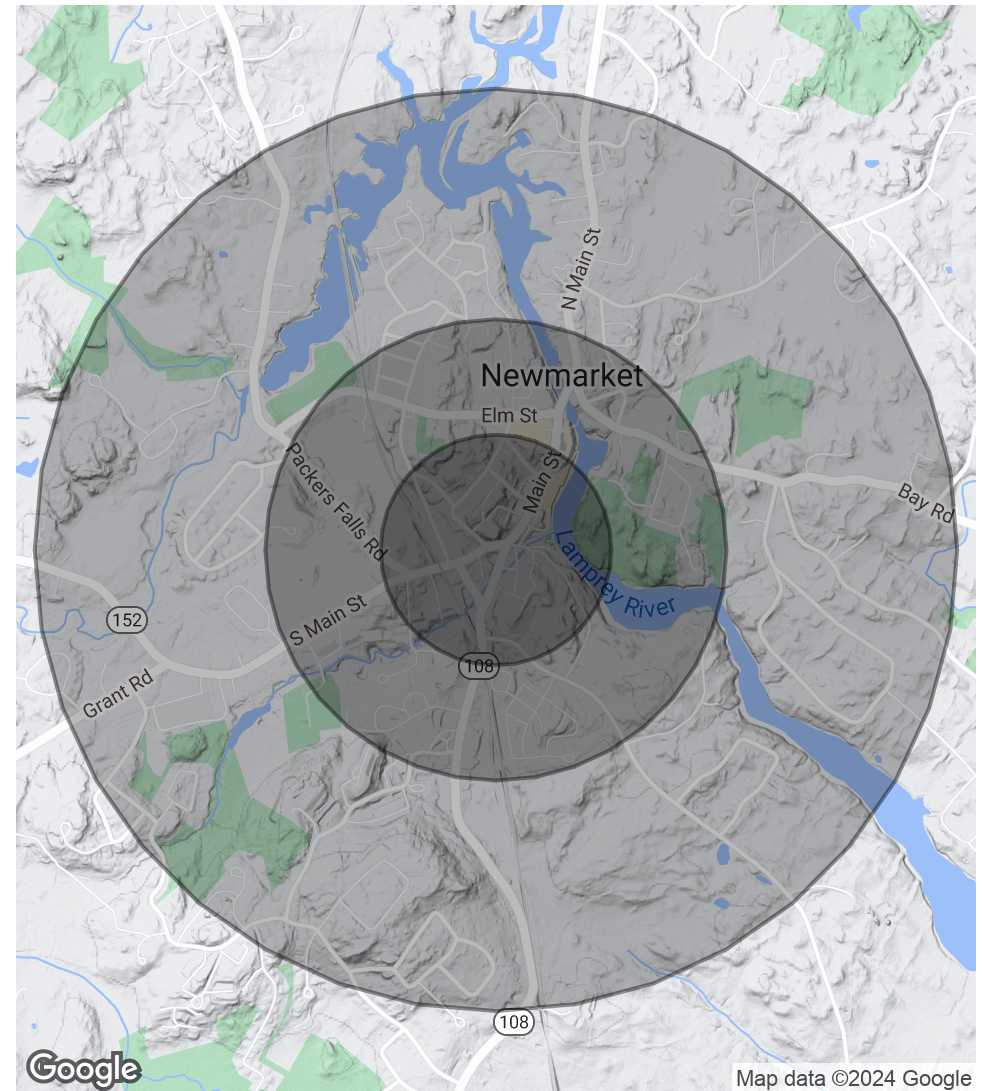 N Main St
Newmarket
Elm St
Main St
Packers Falls Rd
Bay Rd
Lamprey River
S Main St
152
108
Grant Rd
108
Google
Map data ©2024 Google